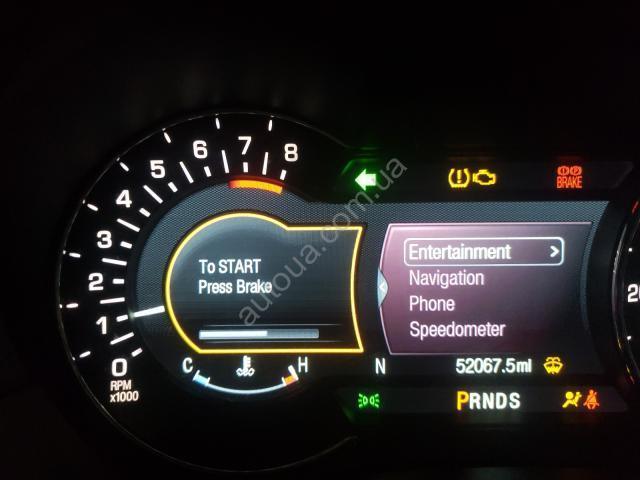 8
7
6
5
4
3
2
1
0
RPM
x1000
To START
Press Brake
C
H
BRAKE
Entertainment >
Navigation
Phone
Speedometer
N
52067.5mi
PRNDS
20
autoua.com.ua